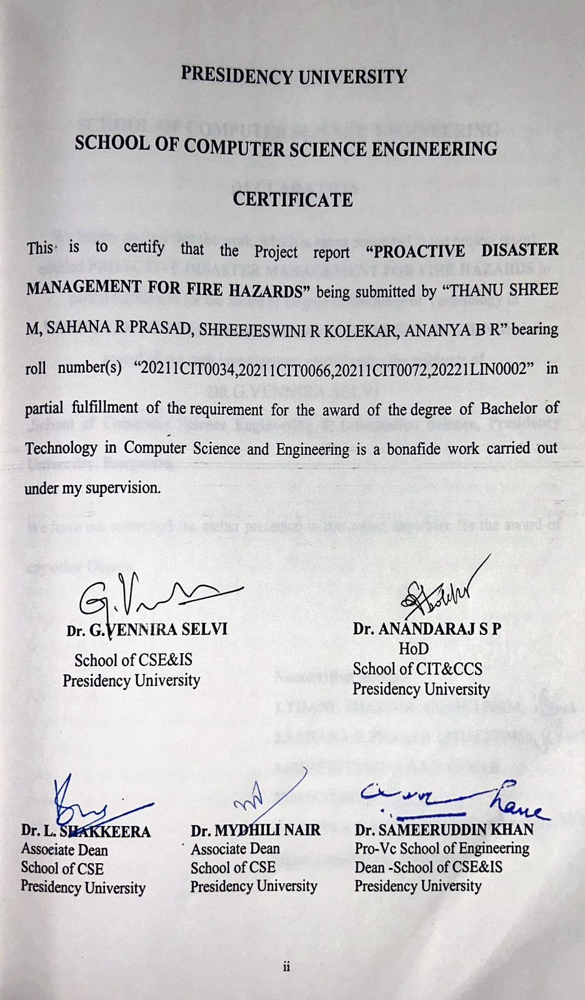 PRESIDENCY UNIVERSITY
SCHOOL OF COMPUTER SCIENCE ENGINEERING
CERTIFICATE
This is to certify that the Project report “PROACTIVE DISASTER
MANAGEMENT FOR FIRE HAZARDS” being submitted by “THANU SHREE
M, SAHANA R PRASAD, SHREEJESWINI R KOLEKAR, ANANYA B R” bearing
roll number(s) “20211CIT0034,20211CIT0066,20211CIT0072,20221LIN0002” in
partial fulfillment of the requirement for the award of the degree of Bachelor of
Technology in Computer Science and Engineering is a bonafide work carried out
under my supervision.
Dr. G.VENNIRA SELVI
School of CSE&IS
Presidency University
Dr. ANANDARAJ S P
HoD
School of CIT&CCS
Presidency University
Dr. L. SHAKKEERA
Assoeiate Dean
School of CSE
Presidency University
Dr. MYDHILI NAIR
Associate Dean
School of CSE
Presidency University
Dr. SAMEERUDDIN KHAN
Pro-Vc School of Engineering
Dean -School of CSE&IS
Presidency University
ii